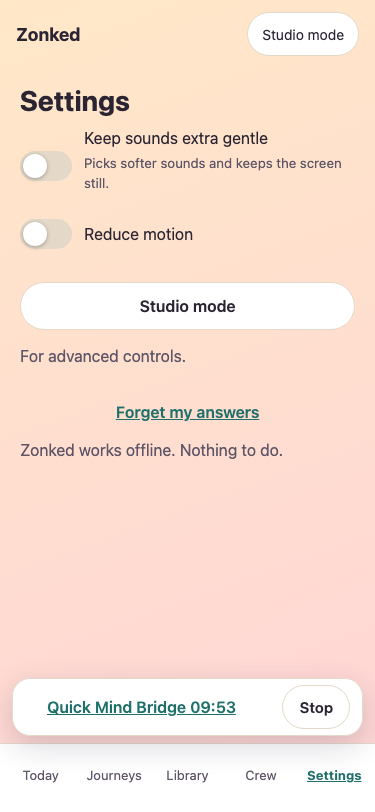 Zonked
Studio mode
Settings
Keep sounds extra gentle
Picks softer sounds and keeps the screen
still.
Reduce motion
Studio mode
For advanced controls.
Forget my answers
Zonked works offline. Nothing to do.
Quick Mind Bridge 09:53
Stop
Today
Journeys
Library
Crew
Settings